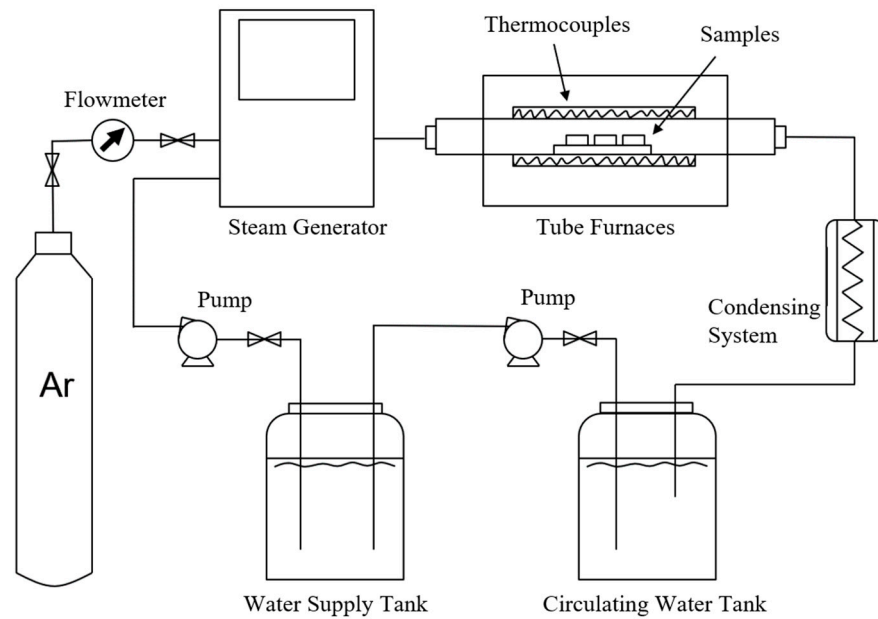 Thermocouples
Samples
Flowmeter
Steam Generator
Tube Furnaces
Pump
Pump
Condensing
System
Ar
Water Supply Tank
Circulating Water Tank